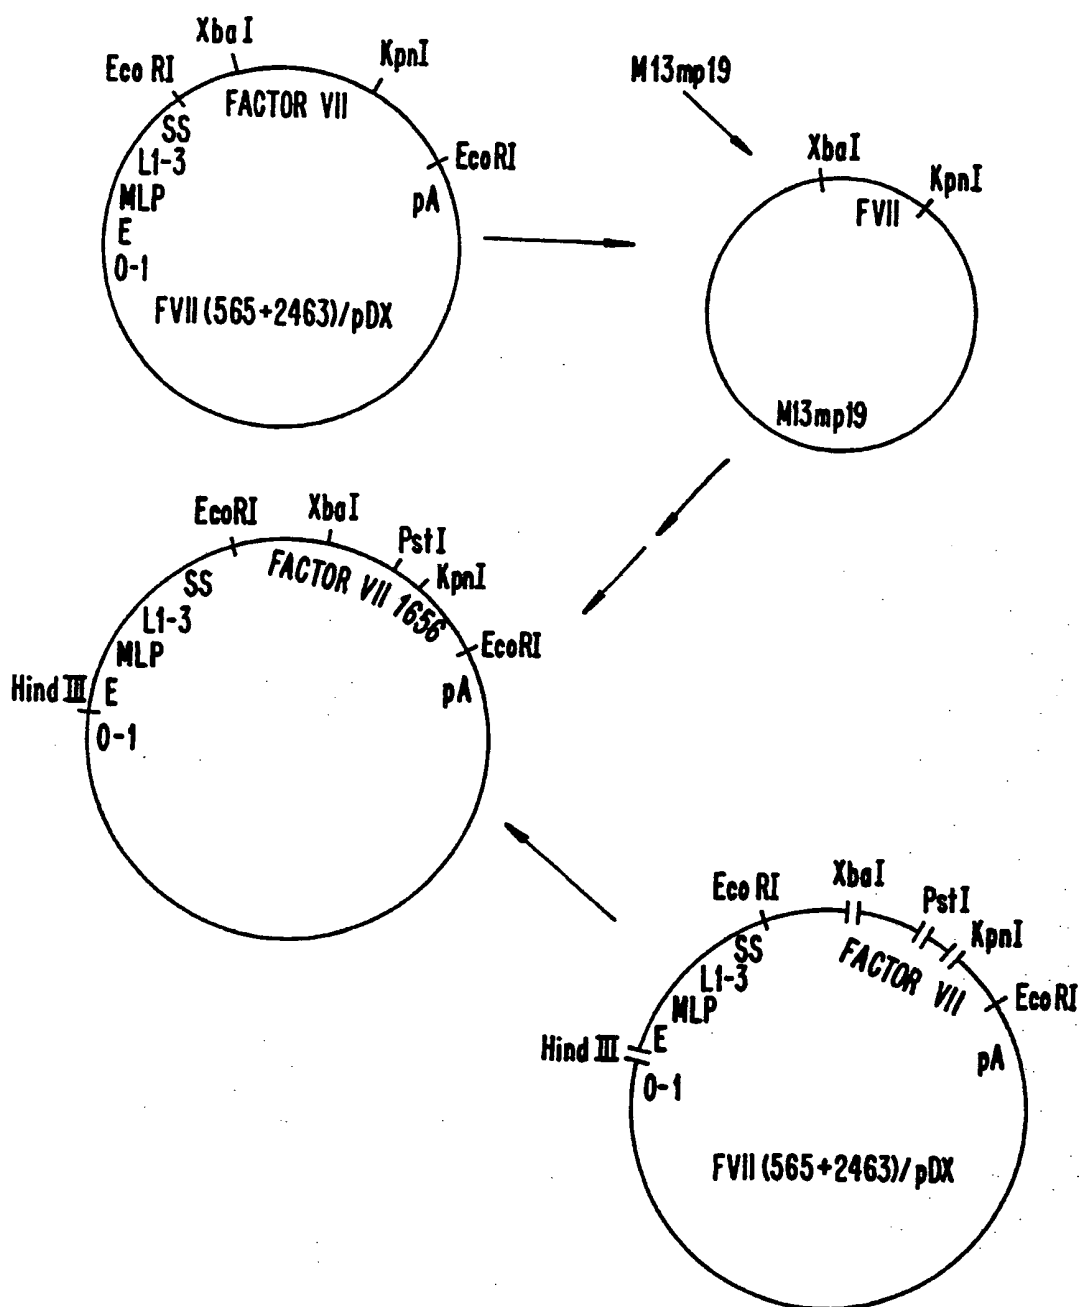 XbaI
Eco RI
KpnI
FACTOR VII
SS
EcoRI
L1-3
MLP
pA
E
0-1
FVII (565+2463)/pDX
M13mp19
XbaI
KpnI
FVII
M13mp19
EcoRI
XbaI
PstI
KpnI
FACTOR VII 1656
SS
L1-3
MLP
EcoRI
Hind III
E
pA
0-1
Eco RI
XbaI
PstI
KpnI
SS
FACTOR VII
L1-3
MLP
EcoRI
Hind III
E
pA
0-1
FVII (565+2463)/pDX